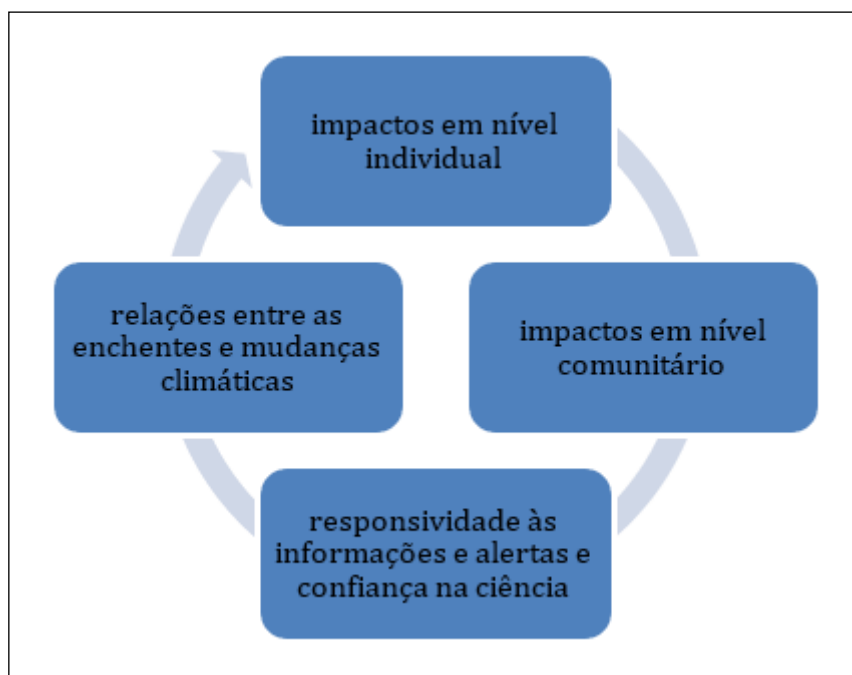 impactos em nível
individual
impactos em nível
comunitário
responsividade às
informações e alertas e
confiança na ciência
relações entre as
enchentes e mudanças
climáticas